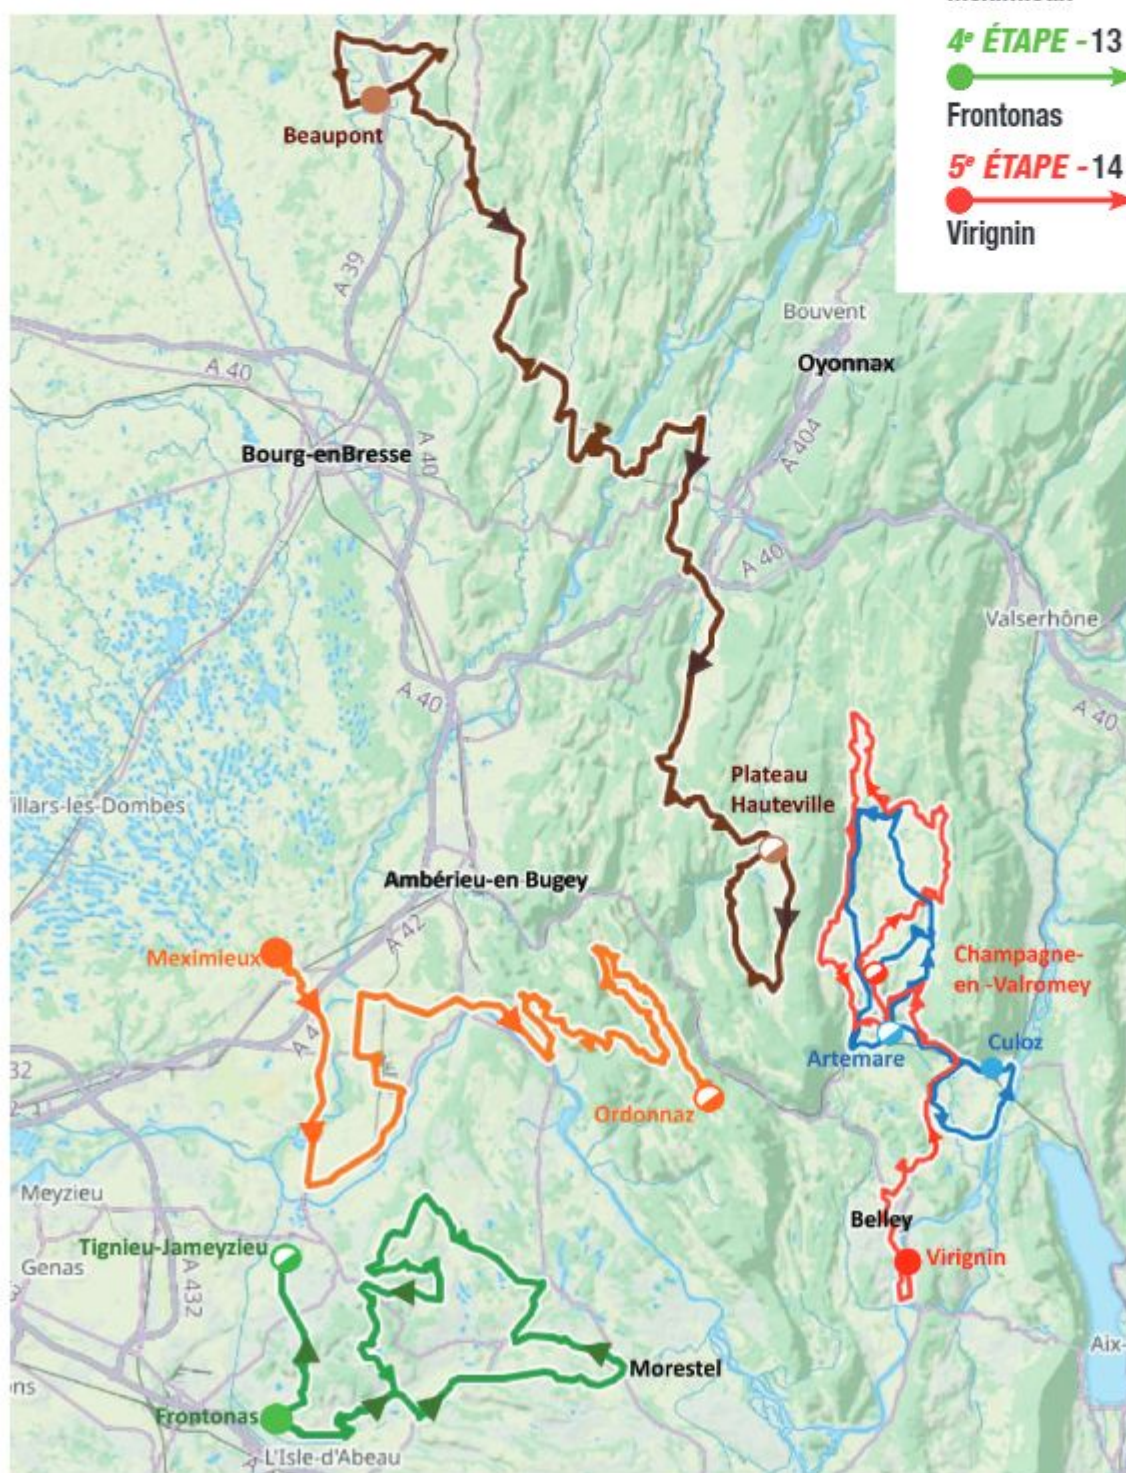 4e ÉTAPE - 13
Frontonas
5e ÉTAPE - 14
Virignin
Beaupont
A 39
Bouvent
Oyonnax
A 40
Bourg-enBresse
A 40
A 404
A 40
Valserhône
A 40
A 40
Plateau
Hauteville
illars-les-Dombes
Ambérieu-en Bugey
A 42
Meximieux
Champagne-
en -Valromey
A 4
Culoz
Artemare
32
Ordonnaz
Meyzieu
Belley
Tignieu-Jameyzieu
Virignin
Genas
A 432
Aix-
Morestel
ons
Frontonas
L'Isle-d'Abeau